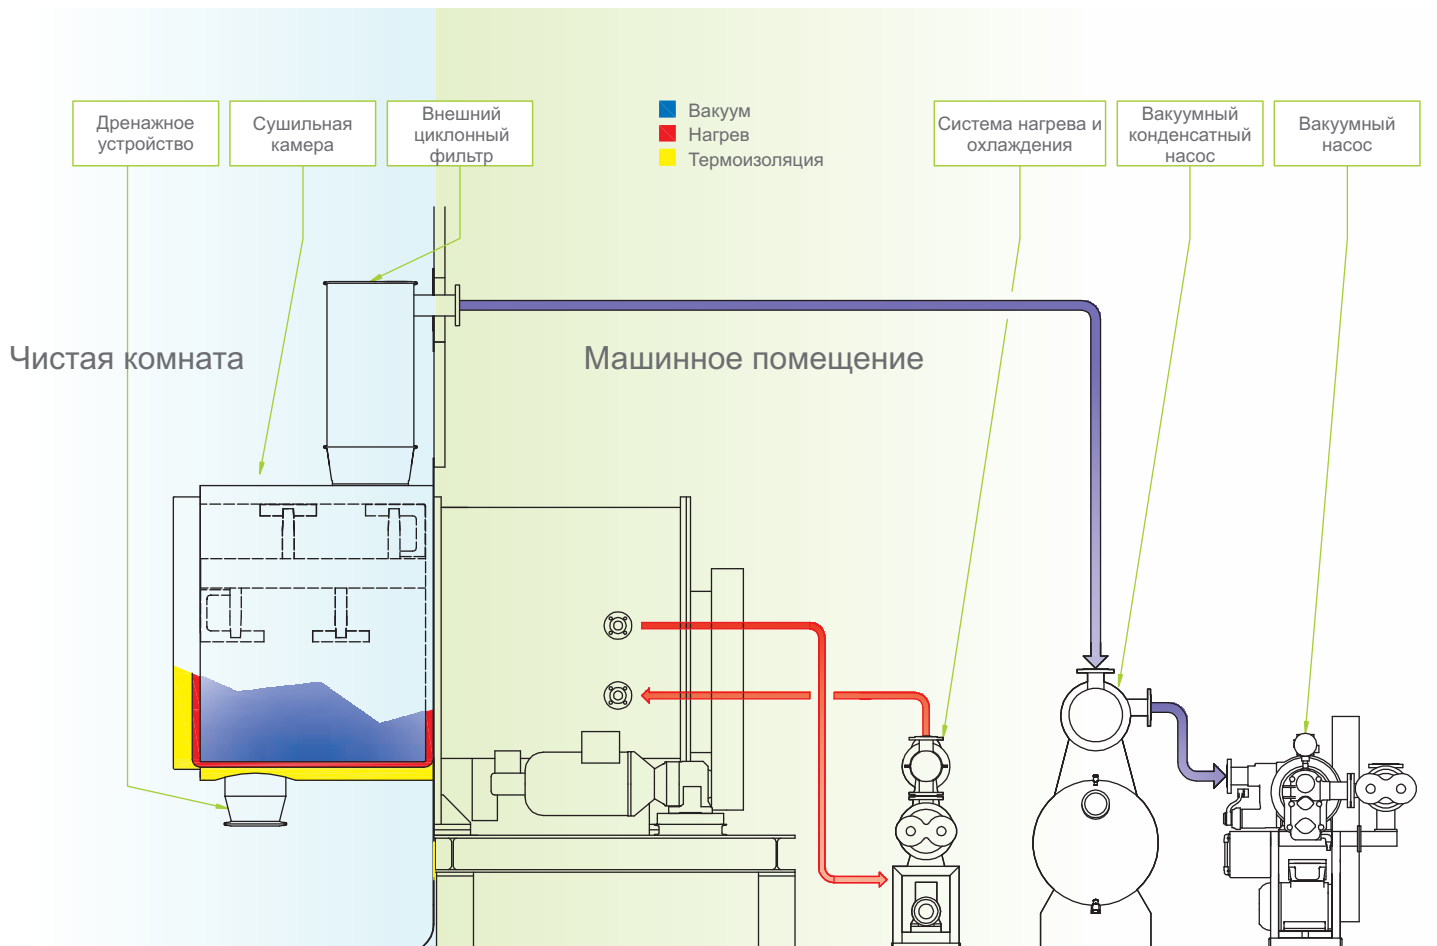 Дренажное
устройство
Сушильная
камера
Внешний
циклонный
фильтр
Вакуум
Нагрев
Термоизоляция
Система нагрева и
охлаждения
Вакуумный
конденсатный
насос
Вакуумный
насос
Чистая комната
Машинное помещение